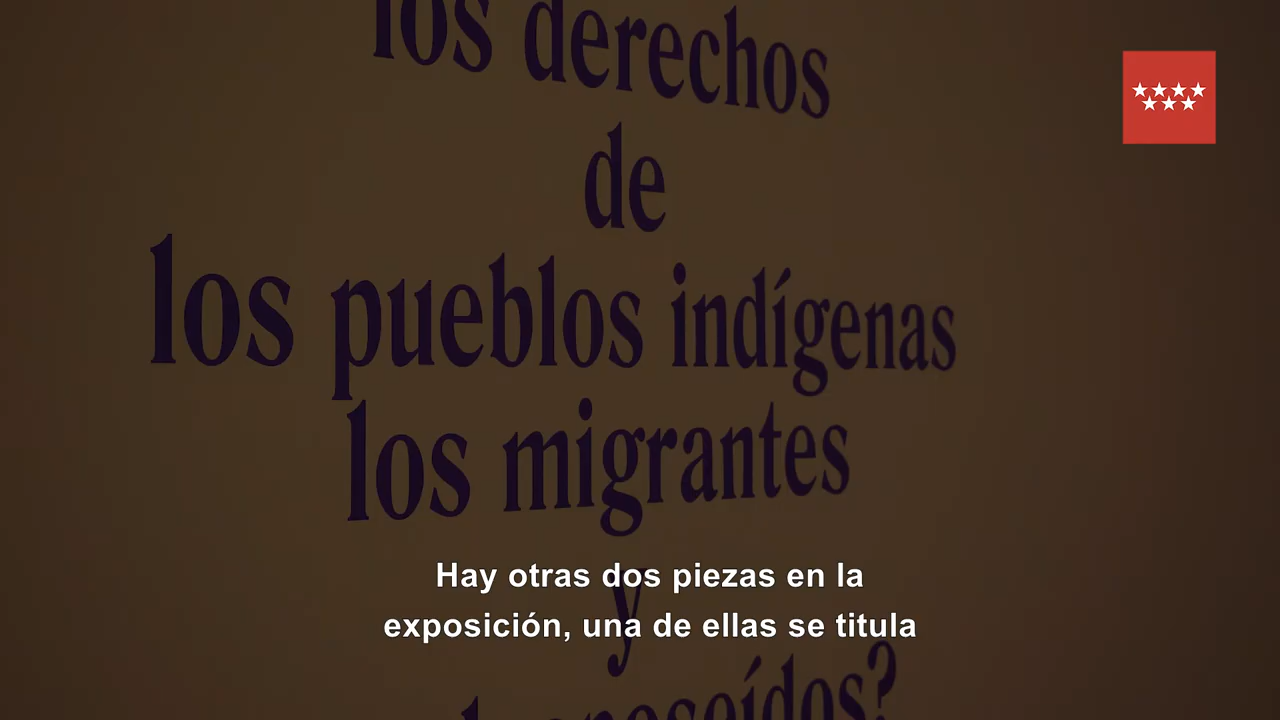 los derechos
de
los pueblos indígenas
los migrantes
y
Hay otras dos piezas en la
exposición, una de ellas se titula